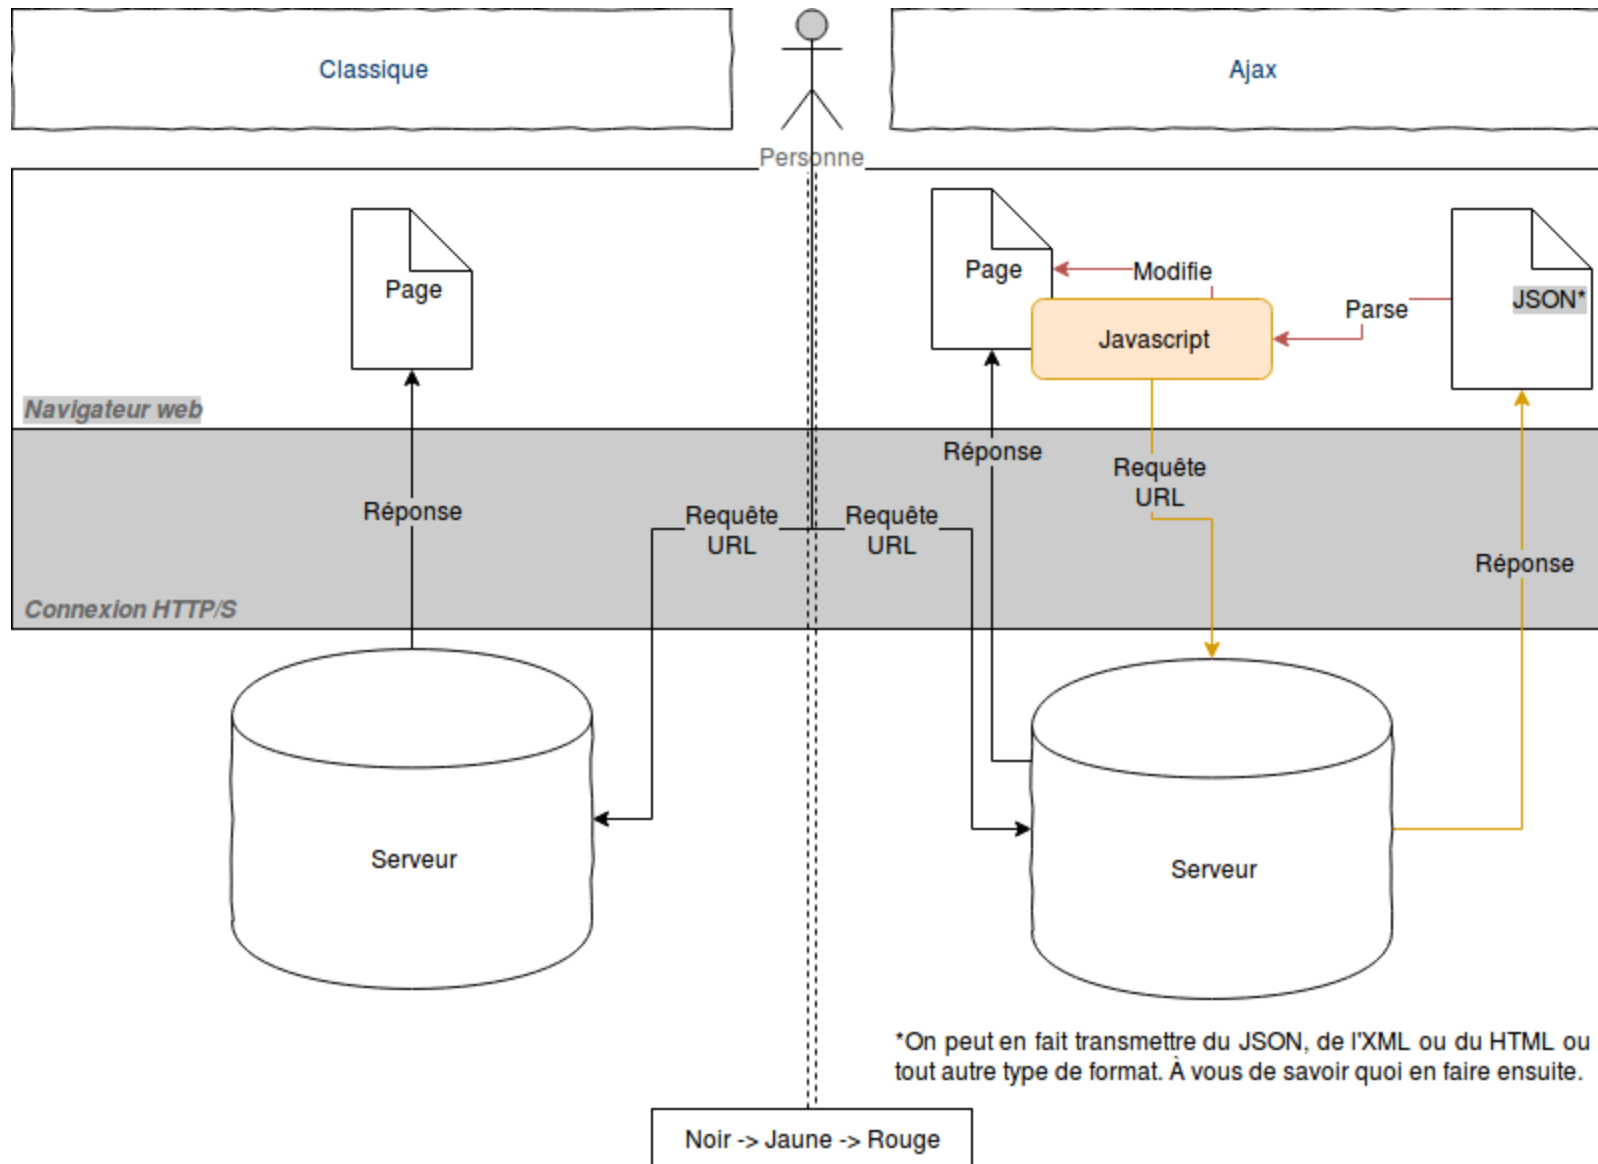 Classique
Ajax
Personne
Page
Page
Modifie
JSON*
Parse
Javascript
Navigateur web
Réponse
Requête
URL
Réponse
Requête
URL
Requête
URL
Réponse
Connexion HTTP/S
Serveur
Serveur
*On peut en fait transmettre du JSON, de l'XML ou du HTML ou
tout autre type de format. À vous de savoir quoi en faire ensuite.
Noir -> Jaune -> Rouge